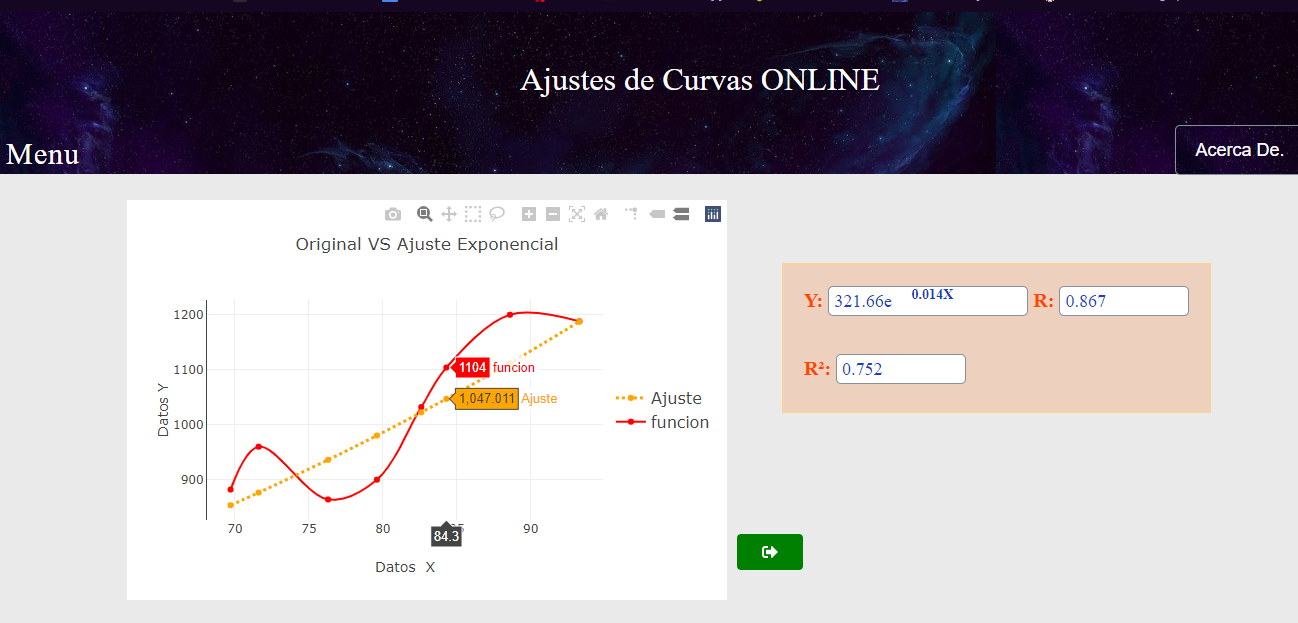 Ajustes de Curvas ONLINE
Menu
Acerca De.
Original VS Ajuste Exponencial
1200
1100
1000
900
Datos Y
1104 funcion
1,047.011 Ajuste
Ajuste
funcion
70 75 80 90
84.3
Datos X
Y: 321.66e 0.014X R: 0.867
R²: 0.752